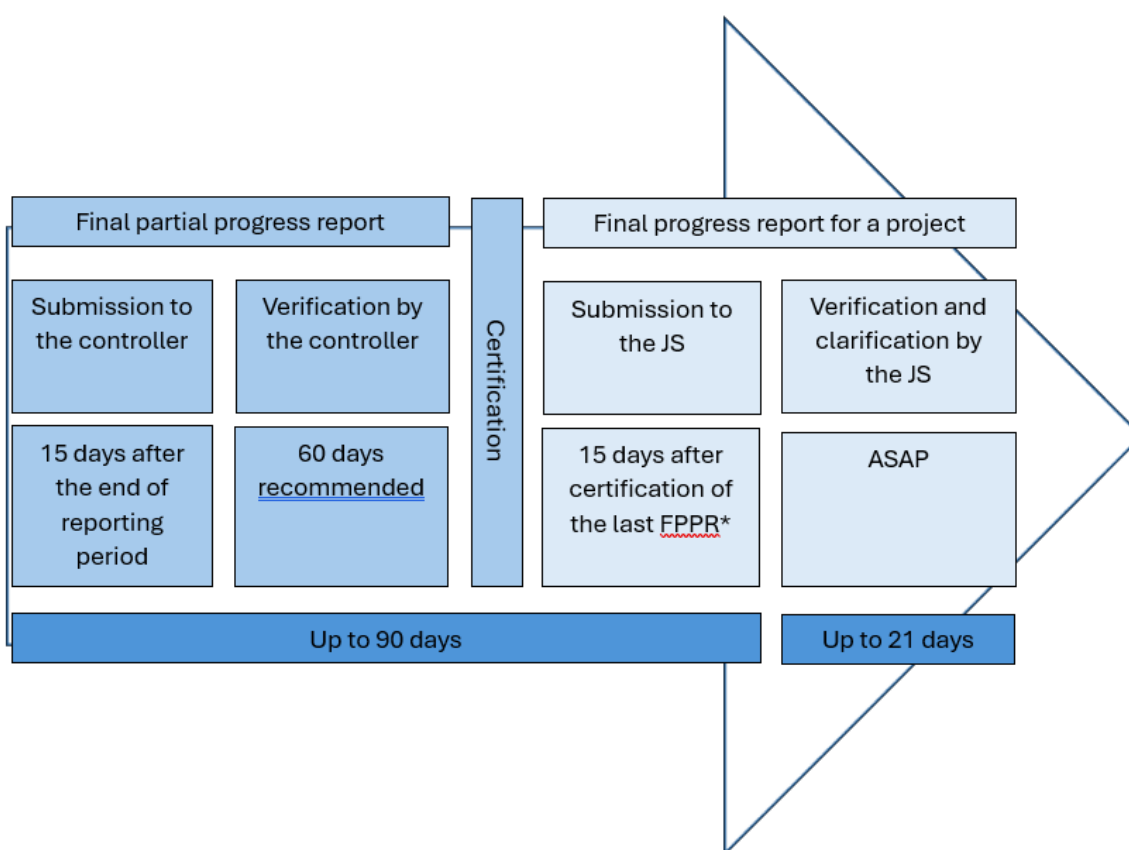 Final partial progress report
Final progress report for a project
Submission to
the controller
Verification by
the controller
Certification
Submission to
the JS
Verification and
clarification by
the JS
15 days after
the end of
reporting
period
60 days
recommended
15 days after
certification of
the last FPPR*
ASAP
Up to 90 days
Up to 21 days